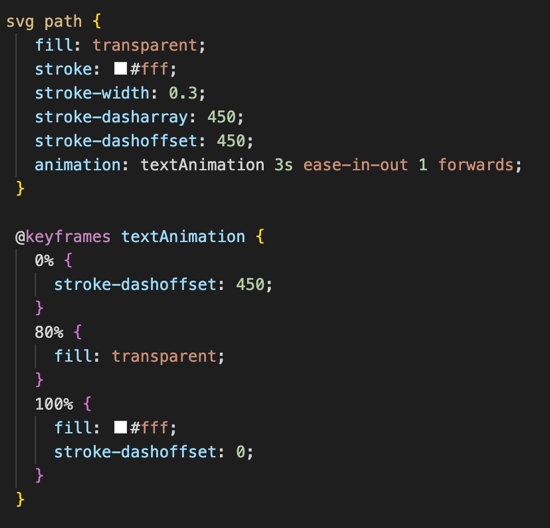 svg path {
fill: transparent;
stroke: #fff;
stroke-width: 0.3;
stroke-dasharray: 450;
stroke-dashoffset: 450;
animation: textAnimation 3s ease-in-out 1 forwards;
}
@keyframes textAnimation {
0% {
stroke-dashoffset: 450;
}
80% {
fill: transparent;
}
100% {
fill: #fff;
stroke-dashoffset: 0;
}
}